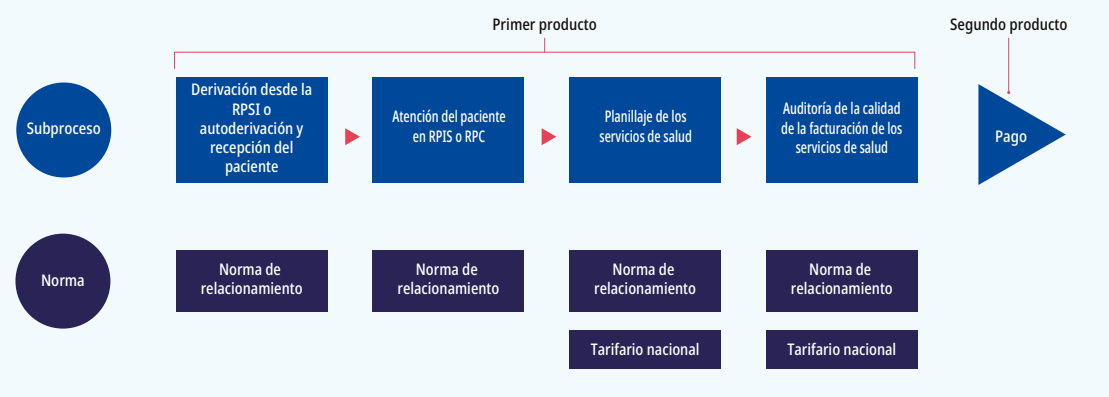 Primer producto
Segundo producto
Subproceso
Derivación desde la
RPSI o
autoderivación y
recepción del
paciente
Atención del paciente
en RPIS o RPC
Planillaje de los
servicios de salud
Auditoría de la calidad
de la facturación de los
servicios de salud
Pago
Norma
Norma de
relacionamiento
Norma de
relacionamiento
Norma de
relacionamiento
Norma de
relacionamiento
Tarifario nacional
Tarifario nacional